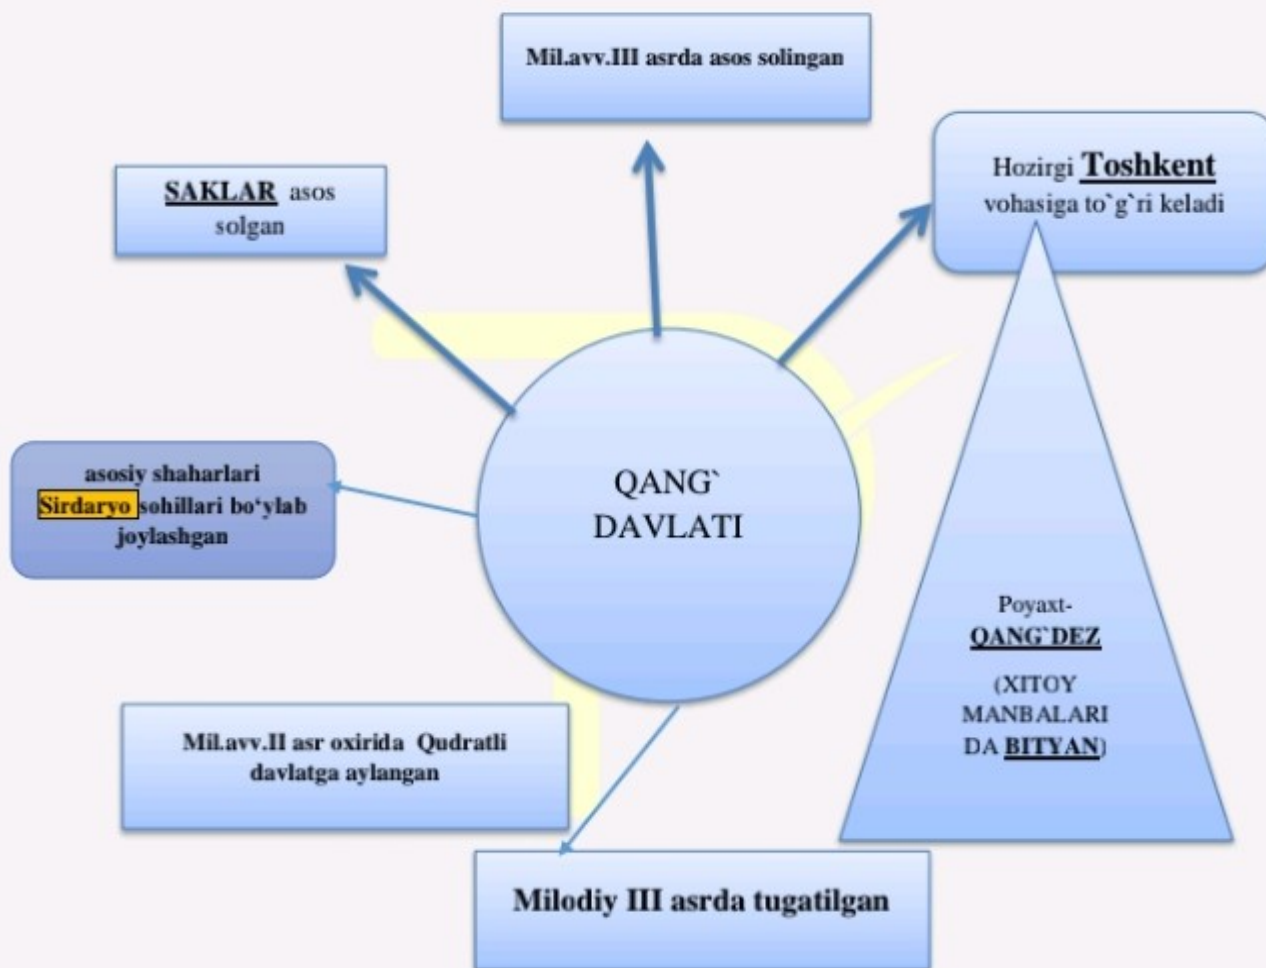 Mil.avv.III asrda asos solingan
SAKLAR asos
solgan
Hozirgi Toshkent
vohasiga to`g`ri keladi
asosiy shaharlari
Sirdaryo sohillari bo‘ylab
joylashgan
QANG`
DAVLATI
Poyaxt-
QANG`DEZ
(XITOY
MANBALARI
DA BITYAN)
Mil.avv.II asr oxirida Qudratli
davlatga aylangan
Milodiy III asrda tugatilgan